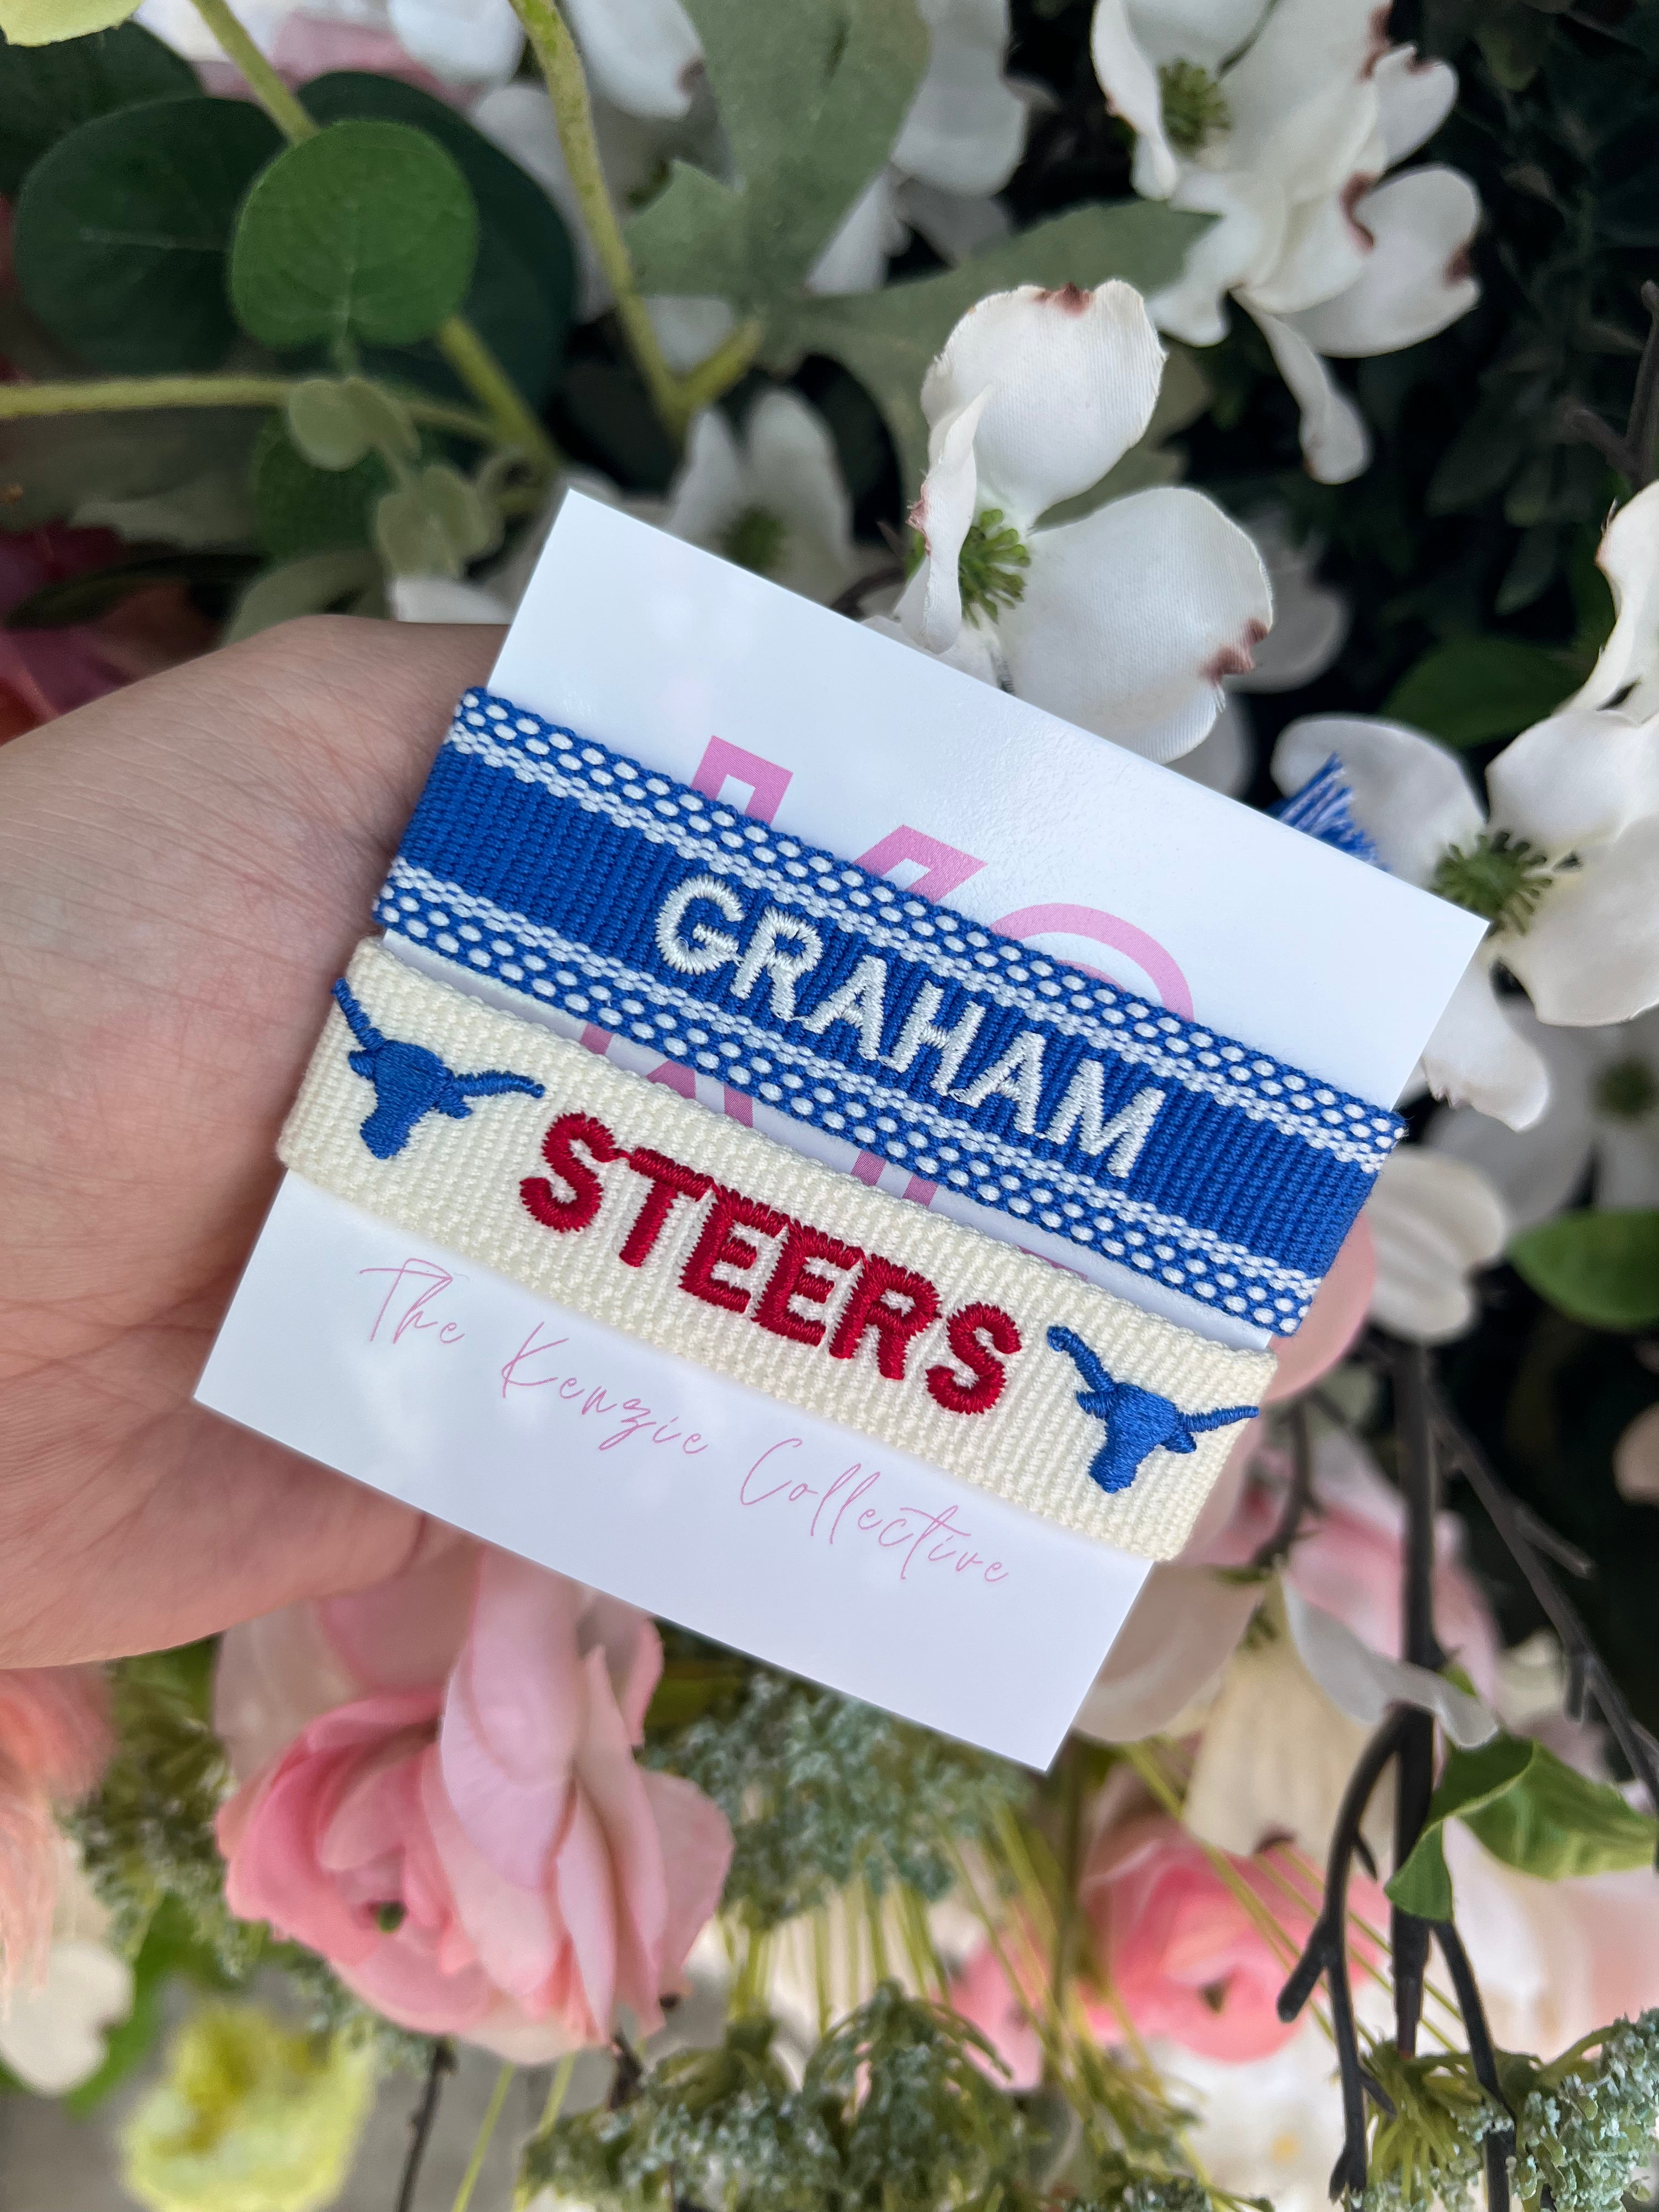 GRAHAM
STEERS
The Kenzie Collective